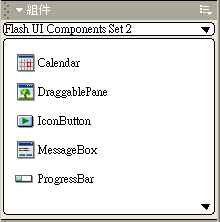 組件
Flash UI Components Set 2
Calendar
DraggablePane
IconButton
MessageBox
ProgressBar